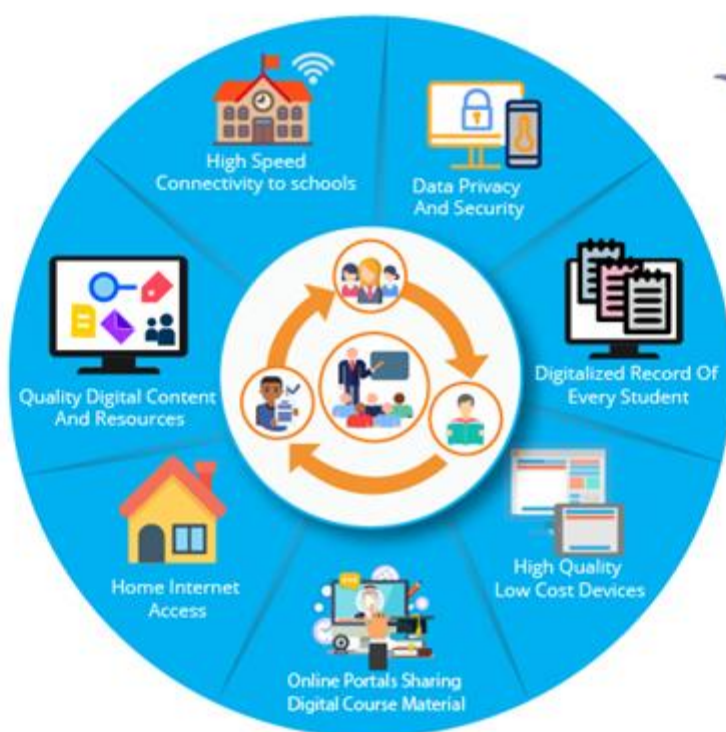 High Speed
Connectivity to schools
Data Privacy
And Security
Digitalized Record Of
Every Student
High Quality
Low Cost Devices
Online Portals Sharing
Digital Course Material
Home Internet
Access
Quality Digital Content
And Resources